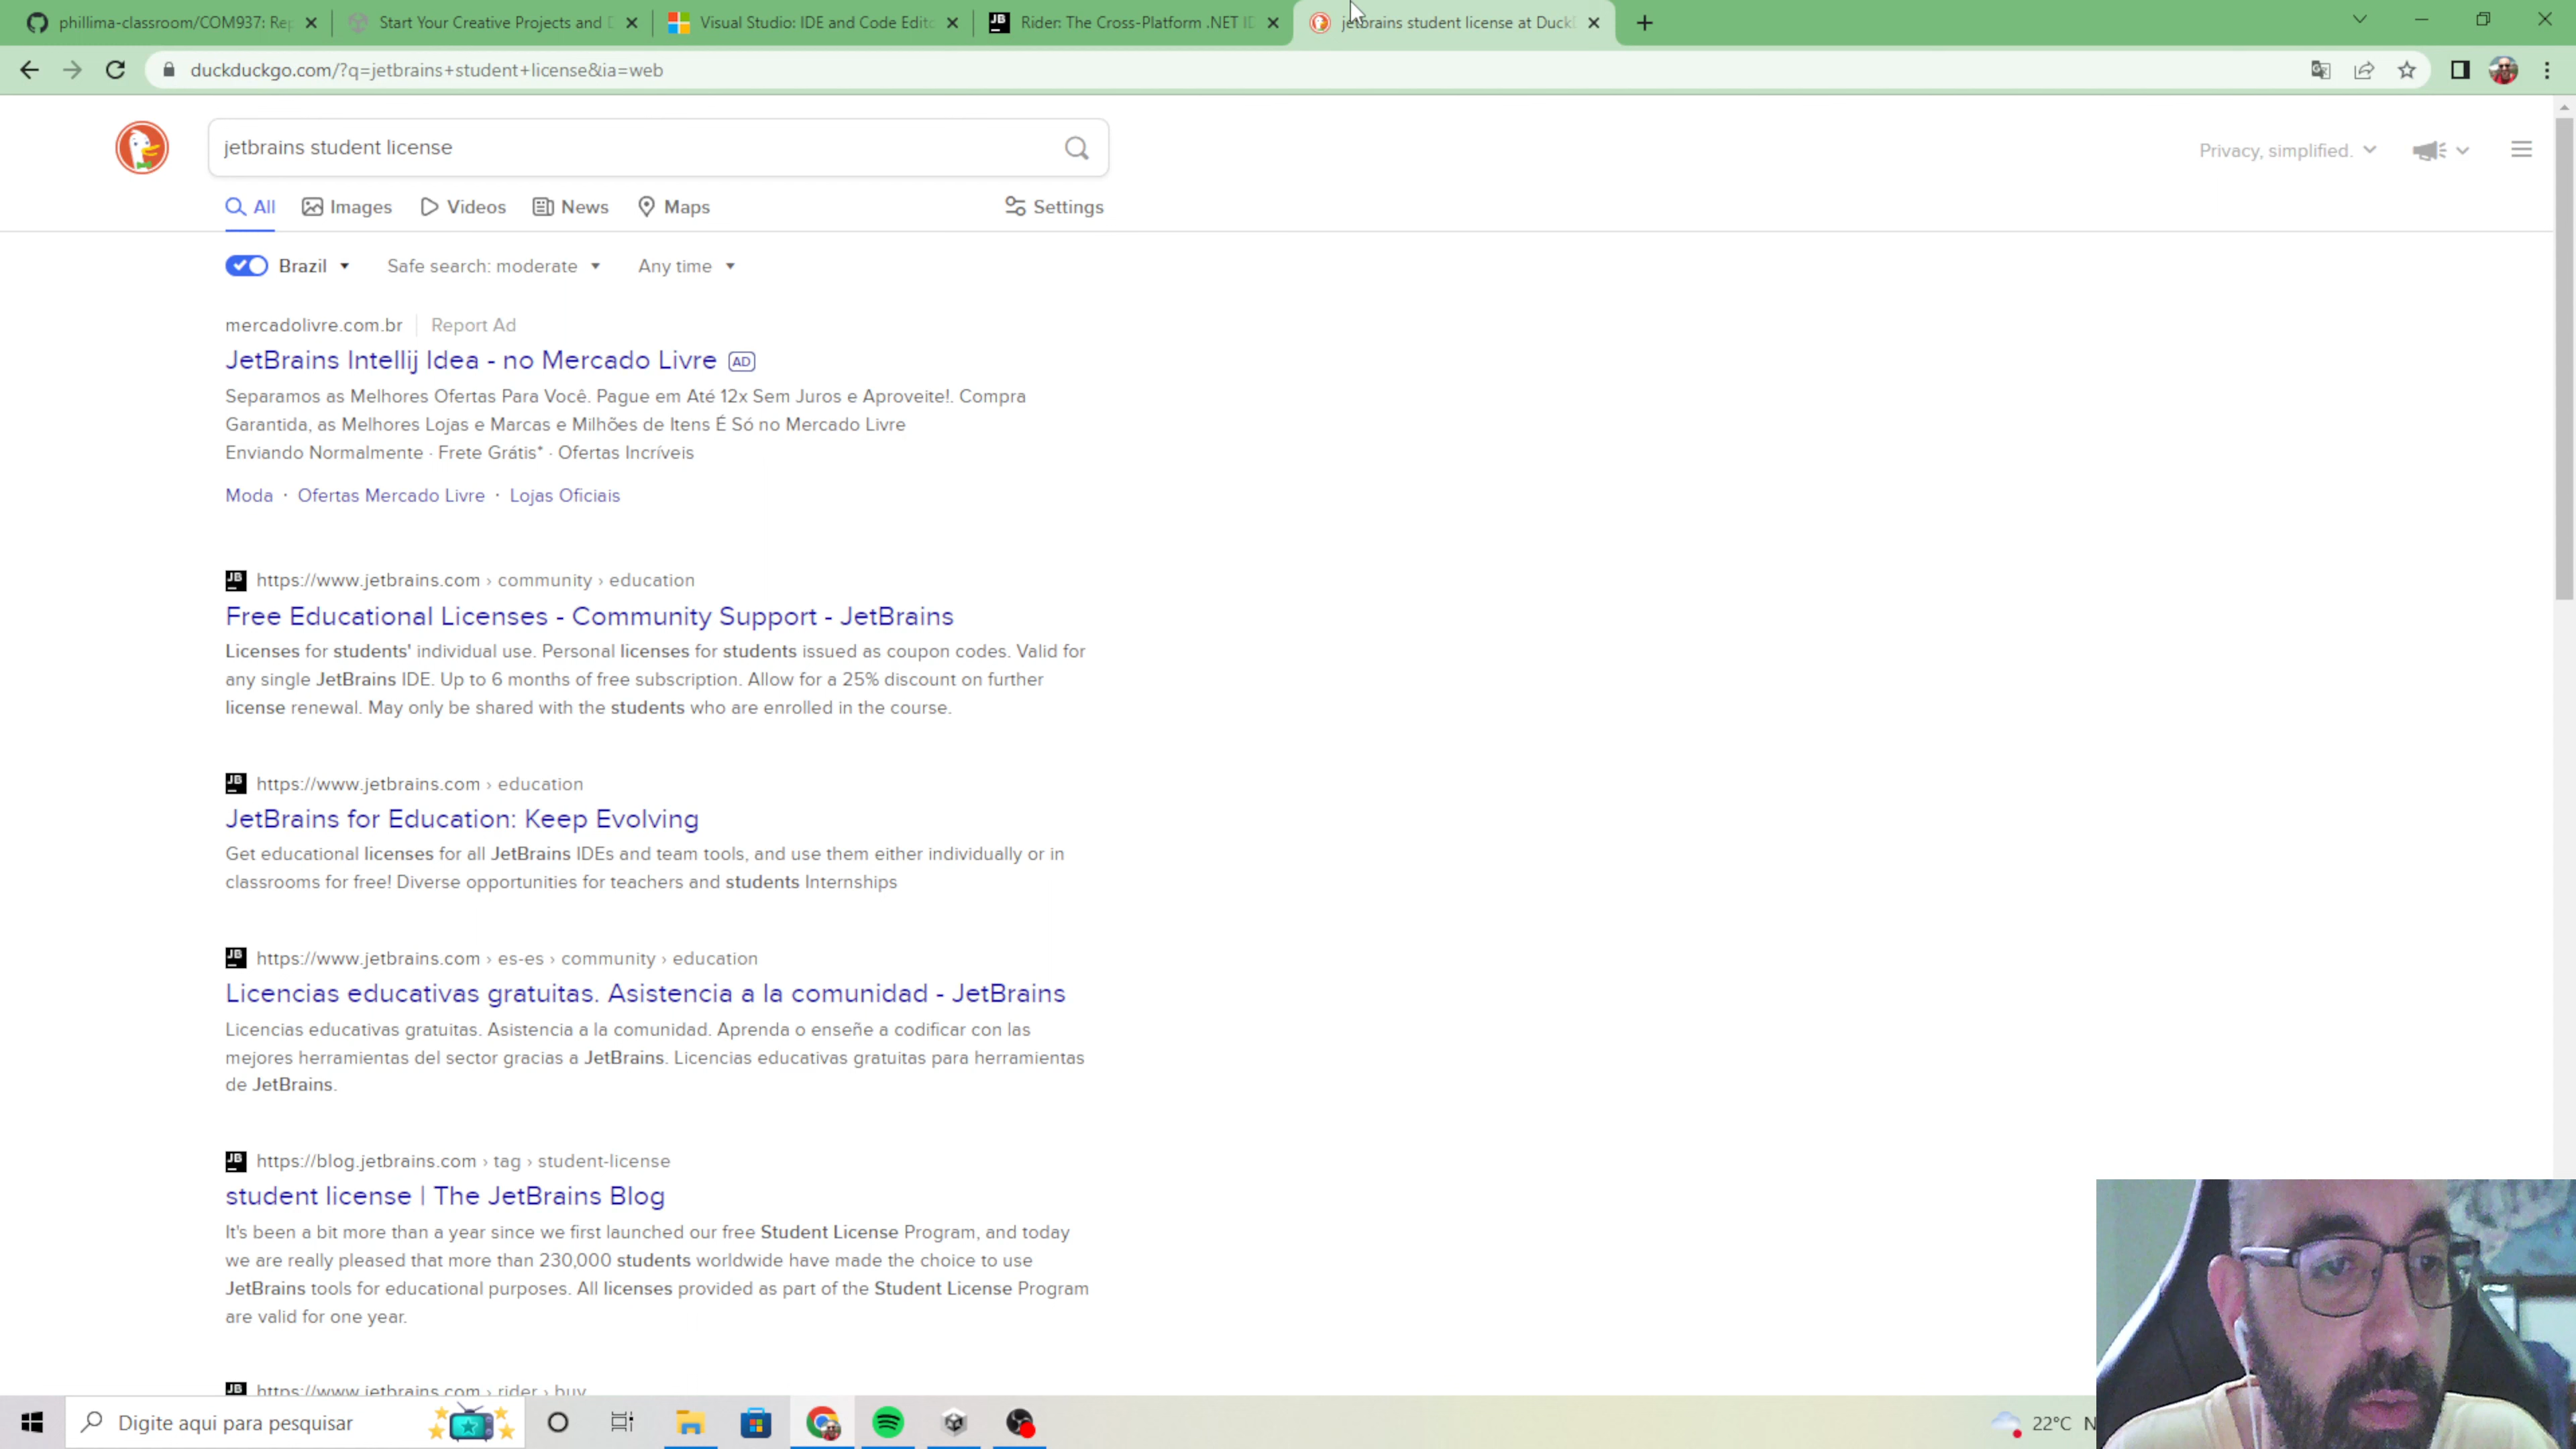 phillima-classroom/COM937: Rep
Start Your Creative Projects and D
Visual Studio: IDE and Code Edito
Rider: The Cross-Platform .NET ID
jetbrains student license at DuckD
duckduckgo.com/?q=jetbrains+student+license&ia=web
jetbrains student license
Privacy, simplified.
All
Images
Videos
News
Maps
Settings
Brazil
Safe search: moderate
Any time
mercadolivre.com.br
Report Ad
JetBrains Intellij Idea - no Mercado Livre AD
Separamos as Melhores Ofertas Para Você. Pague em Até 12x Sem Juros e Aproveite!. Compra
Garantida, as Melhores Lojas e Marcas e Milhões de Itens É Só no Mercado Livre
Enviando Normalmente · Frete Grátis* · Ofertas Incríveis
Moda · Ofertas Mercado Livre · Lojas Oficiais
https://www.jetbrains.com › community › education
Free Educational Licenses - Community Support - JetBrains
Licenses for students' individual use. Personal licenses for students issued as coupon codes. Valid for
any single JetBrains IDE. Up to 6 months of free subscription. Allow for a 25% discount on further
license renewal. May only be shared with the students who are enrolled in the course.
https://www.jetbrains.com › education
JetBrains for Education: Keep Evolving
Get educational licenses for all JetBrains IDEs and team tools, and use them either individually or in
classrooms for free! Diverse opportunities for teachers and students Internships
https://www.jetbrains.com › es-es › community › education
Licencias educativas gratuitas. Asistencia a la comunidad - JetBrains
Licencias educativas gratuitas. Asistencia a la comunidad. Aprenda o enseñe a codificar con las
mejores herramientas del sector gracias a JetBrains. Licencias educativas gratuitas para herramientas
de JetBrains.
https://blog.jetbrains.com › tag › student-license
student license | The JetBrains Blog
It's been a bit more than a year since we first launched our free Student License Program, and today
we are really pleased that more than 230,000 students worldwide have made the choice to use
JetBrains tools for educational purposes. All licenses provided as part of the Student License Program
are valid for one year.
https://www.jetbrains.com › rider › buy
Digite aqui para pesquisar
22°C N